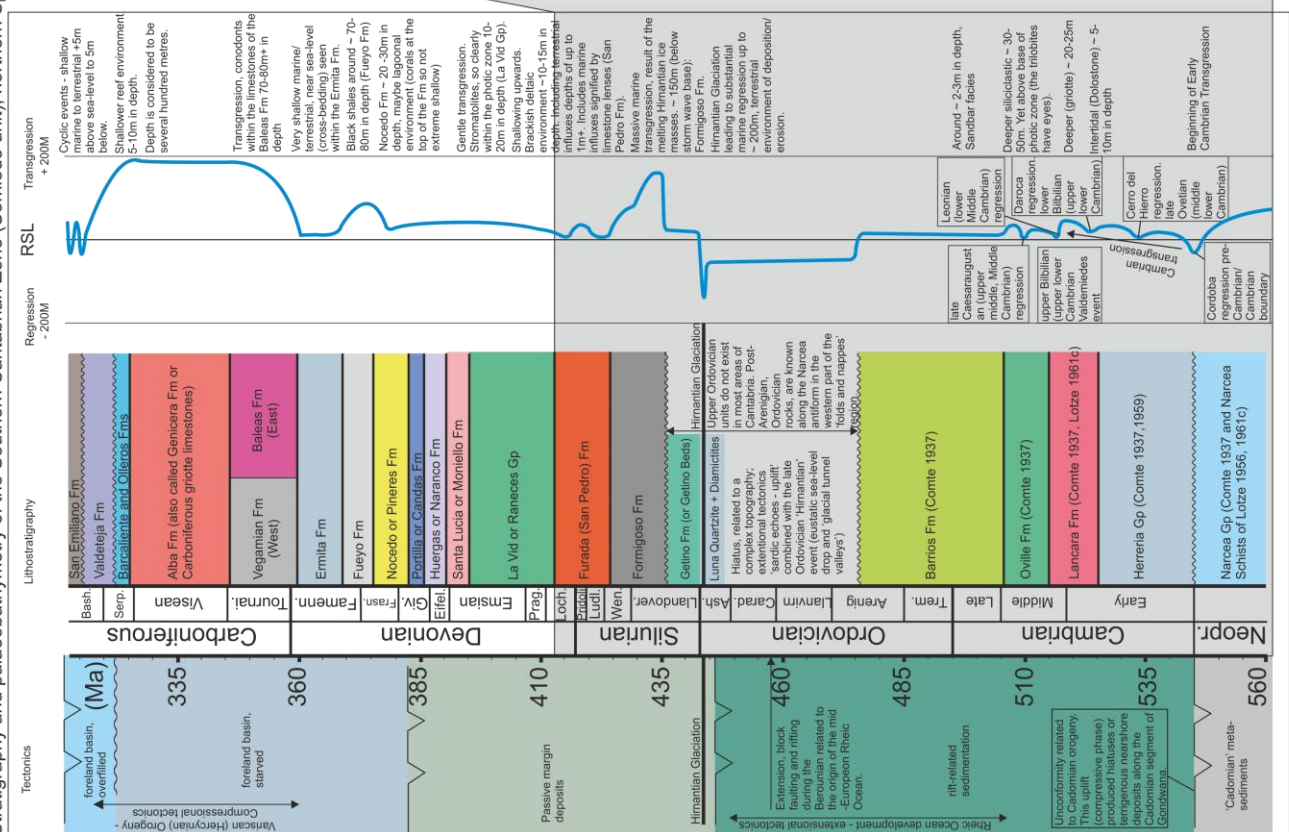 Stratigraphy and palaeobathymetry of the Southern Cantabrian Zone
Tectonics
Lithostratigraphy
Regression
- 200M
RSL
Transgression
+ 200M
foreland basin,
overfilled
foreland basin,
starved
Variscan (Hercynian) Orogeny -
Compressional tectonics
Passive margin
deposits
Hirnantian Glaciation
Extension, block
faulting and rifting
during the
Berounian related to
the origin of the mid
-European Rheic
Ocean.
rift-related
sedimentation
Rheic Ocean development - extensional tectonics
Unconformity related
to Cadomian orogeny.
This uplift
(compressive phase)
produced hiatuses or
terrigenous nearshore
deposits along the
Cadomian segment of
Gondwana.
'Cadomian' meta-
sediments
(Ma)
335
360
385
410
435
460
485
510
535
560
Carboniferous
Devonian
Silurian
Ordovician
Cambrian
Neopr.
Bash.
Serp.
Visean
Tournai.
Famenn.
Frasn.
Giv.
Eifel.
Emsian
Prag.
Loch.
Pridoli
Ludl.
Wen.
Llandover.
Ash.
Carad.
Llanvirn
Arenig
Trem.
Late
Middle
Early
San Emiliano Fm
Valdeteja Fm
Barcaliente and Olleros Fms
Alba Fm (also called Genicera Fm or
Carboniferous griotte limestones)
Vegamian Fm
(West)
Baleas Fm
(East)
Ermita Fm
Fueyo Fm
Nocedo or Pineres Fm
Portilla or Candas Fm
Huergas or Naranco Fm
Santa Lucia or Moniello Fm
La Vid or Raneces Gp
Furada (San Pedro) Fm
Formigoso Fm
Getino Fm (or Getino Beds)
Hirnantian Glaciation
Luna Quartzite + Diamictites
Hiatus, related to a
complex topography;
extentional tectonics
'sardic echoes - uplift'
combined with the late
Ordovician 'Hirnantian'
event (eustatic sea-level
drop and 'glacial tunnel
valleys')
Upper Ordovician
units do not exist
in most areas of
Cantabria. Post-
Arenigian,
Ordovician
rocks, are known
along the Narcea
antiform in the
western part of the
'folds and nappes'
region
Barrios Fm (Comte 1937)
Oville Fm (Comte 1937)
Lancara Fm (Comte 1937, Lotze 1961c)
Herreria Gp (Comte 1937,1959)
Narcea Gp (Comte 1937 and Narcea
Schists of Lotze 1956, 1961c)
late
Caesaraugust
an (upper
middle, Middle
Cambrian)
regression
upper Bilbilian
(upper lower
Cambrian
Valdemiedes
event
Cordoba
regression pre-
Cambrian/
Cambrian
boundary
Cambrian
transgression
Leonian
(lower
Middle
Cambrian)
regression
Daroca
regression.
lower
Bilbian
(upper
lower
Cambrian)
Cerro del
Hierro
regression.
late
Ovetian
(middle
lower
Cambrian)
Cyclic events - shallow
marine to terrestrial +5m
above sea-level to 5m
below.
Shallower reef environment
5-10m in depth.
Depth is considered to be
several hundred metres.
Transgression, conodonts
within the limestones of the
Baleas Fm 70-80m+ in
depth
Very shallow marine/
terrestrial, near sea-level
(cross-bedding) seen
within the Ermita Fm.
Black shales around ~ 70-
80m in depth (Fueyo Fm)
Nocedo Fm ~ 20 -30m in
depth, maybe lagoonal
environment (corals at the
top of the Fm so not
extreme shallow)
Gentle transgression.
Stromatolites, so clearly
within the photic zone 10-
20m in depth (La Vid Gp).
Shallowing upwards.
Brackish deltaic
environment ~10-15m in
depth. Including terrestrial
influxes depths of up to
1m+. Includes marine
influxes signified by
limestone lenses (San
Pedro Fm).
Massive marine
transgression, result of the
melting Hirnantian ice
masses. ~ 150m (below
storm wave base):
Formigoso Fm.
Hirnantian Glaciation
leading to substantial
marine regression up to
~ 200m, terrestrial
environment of deposition/
erosion.
Around ~ 2-3m in depth,
Sandbar facies
Deeper siliciclastic ~ 30-
50m. Yet above base of
photic zone (the trilobites
have eyes).
Deeper (griotte) ~ 20-25m
Intertidal (Dolostone) ~ 5-
10m in depth
Beginning of Early
Cambrian Transgression